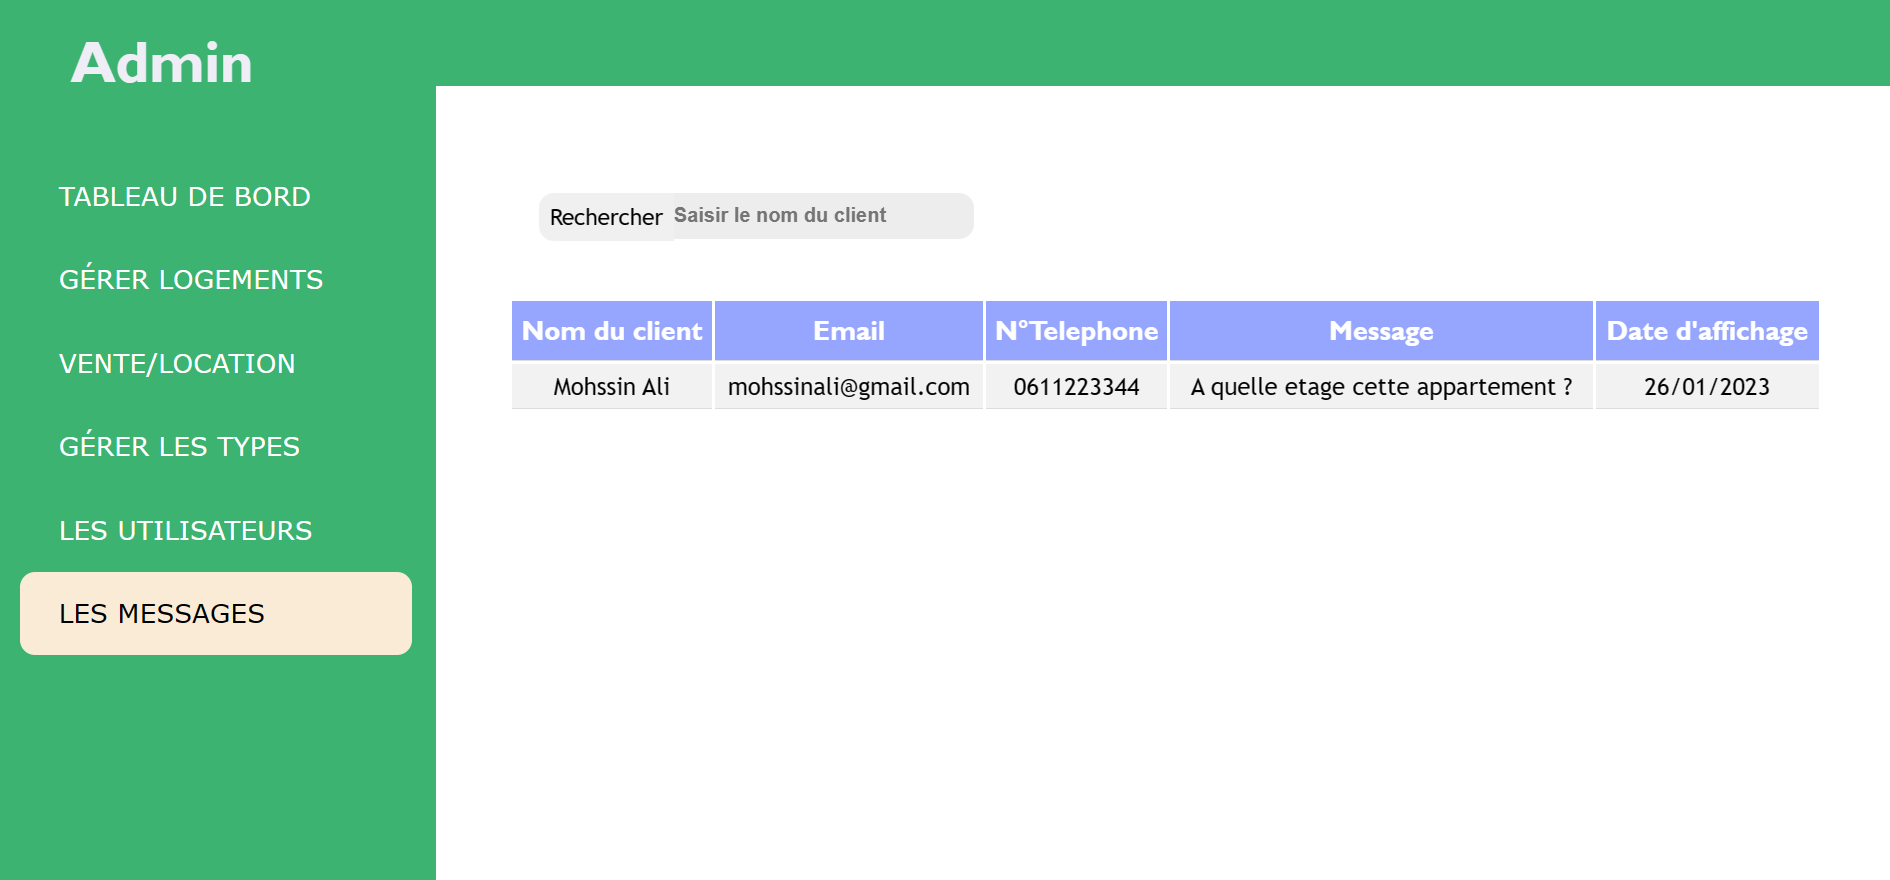 Admin
TABLEAU DE BORD
GÉRER LOGEMENTS
VENTE/LOCATION
GÉRER LES TYPES
LES UTILISATEURS
LES MESSAGES
Rechercher Saisir le nom du client
Nom du client Email N°Telephone Message Date d'affichage
Mohssin Ali mohssinali@gmail.com 0611223344 A quelle etage cette appartement ? 26/01/2023